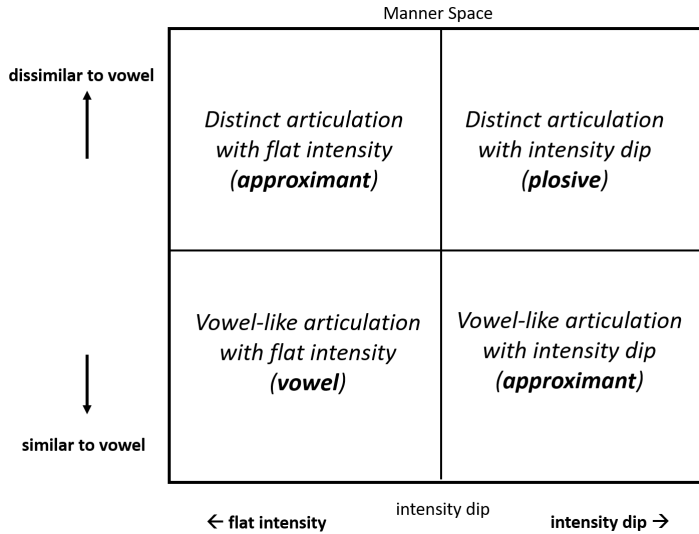 Manner Space
dissimilar to vowel
Distinct articulation
with flat intensity
(approximant)
Distinct articulation
with intensity dip
(plosive)
Vowel-like articulation
with flat intensity
(vowel)
Vowel-like articulation
with intensity dip
(approximant)
similar to vowel
← flat intensity
intensity dip
intensity dip →